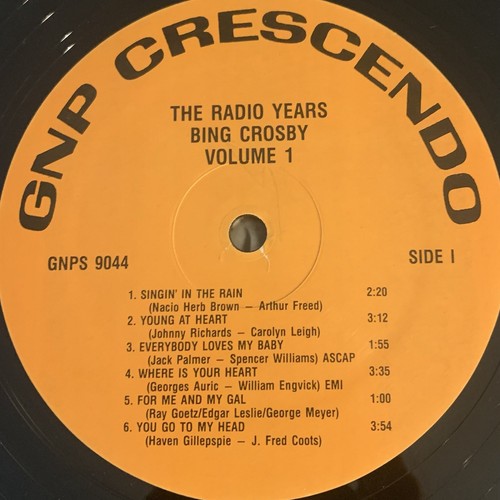 GNP CRESCENDO
THE RADIO YEARS
BING CROSBY
VOLUME 1
GNPS 9044
SIDE I
1. SINGIN' IN THE RAIN 2:20
(Nacio Herb Brown – Arthur Freed)
2. YOUNG AT HEART 3:12
(Johnny Richards – Carolyn Leigh)
3. EVERYBODY LOVES MY BABY 1:55
(Jack Palmer – Spencer Williams) ASCAP
4. WHERE IS YOUR HEART 3:35
(Georges Auric – William Engvick) EMI
5. FOR ME AND MY GAL 1:00
(Ray Goetz/Edgar Leslie/George Meyer)
6. YOU GO TO MY HEAD 3:54
(Haven Gillepspie – J. Fred Coots)